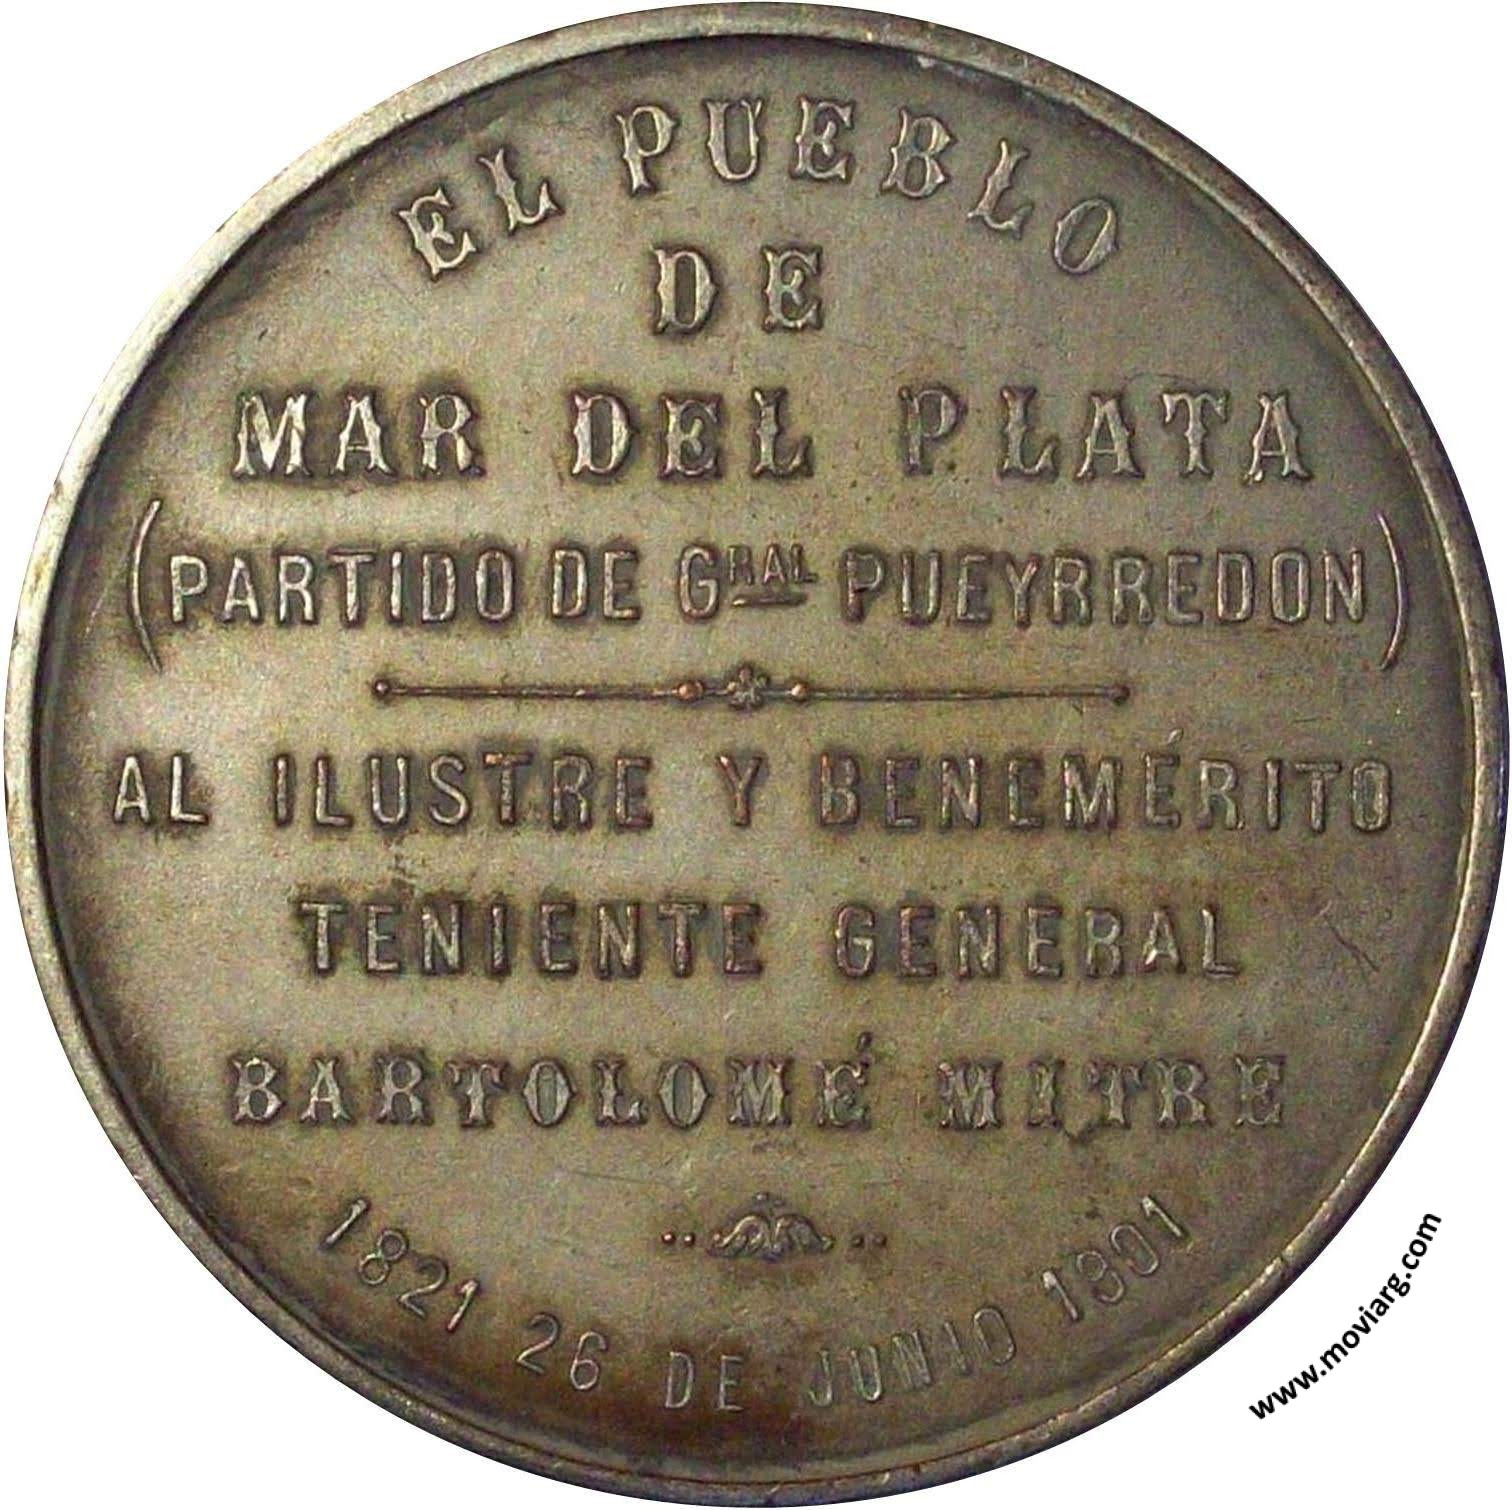 EL PUEBLO
DE
MAR DEL PLATA
(PARTIDO DE GRAL PUEYRREDON)
AL ILUSTRE Y BENEMÉRITO
TENIENTE GENERAL
BARTOLOMÉ MITRE
1821 26 DE JUNIO 1901
www.moviarg.com